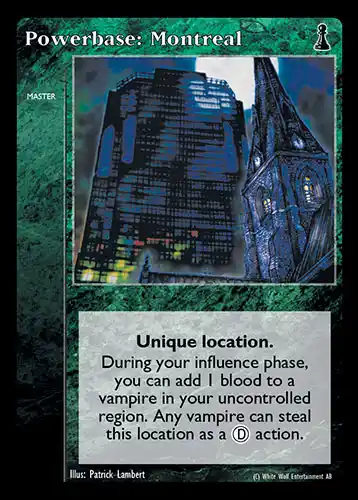 Powerbase: Montreal
MASTER
Unique location.
During your influence phase,
you can add 1 blood to a
vampire in your uncontrolled
region. Any vampire can steal
this location as a Ⓓ action.
Illus: Patrick Lambert
(C) White Wolf Entertainment AB